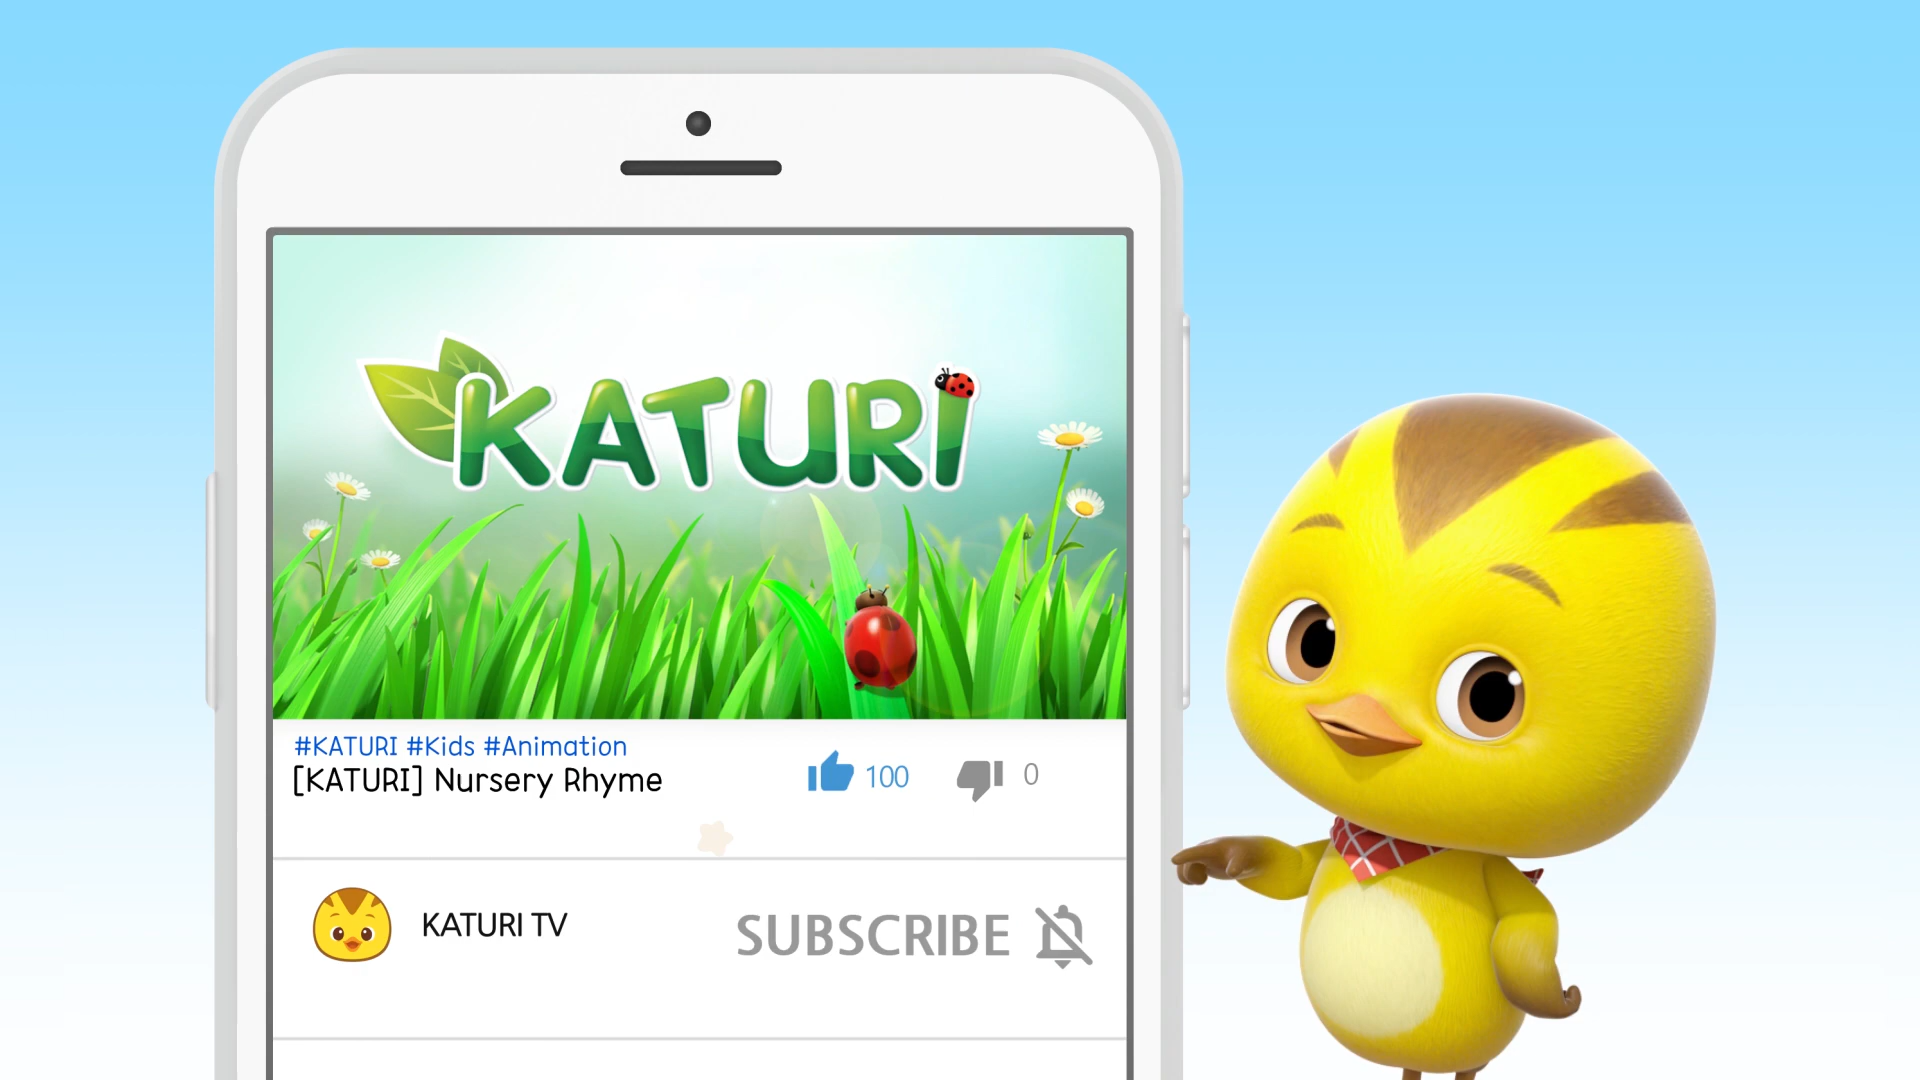 KATURI
#KATURI #Kids #Animation
[KATURI] Nursery Rhyme
100
0
KATURI TV
SUBSCRIBE